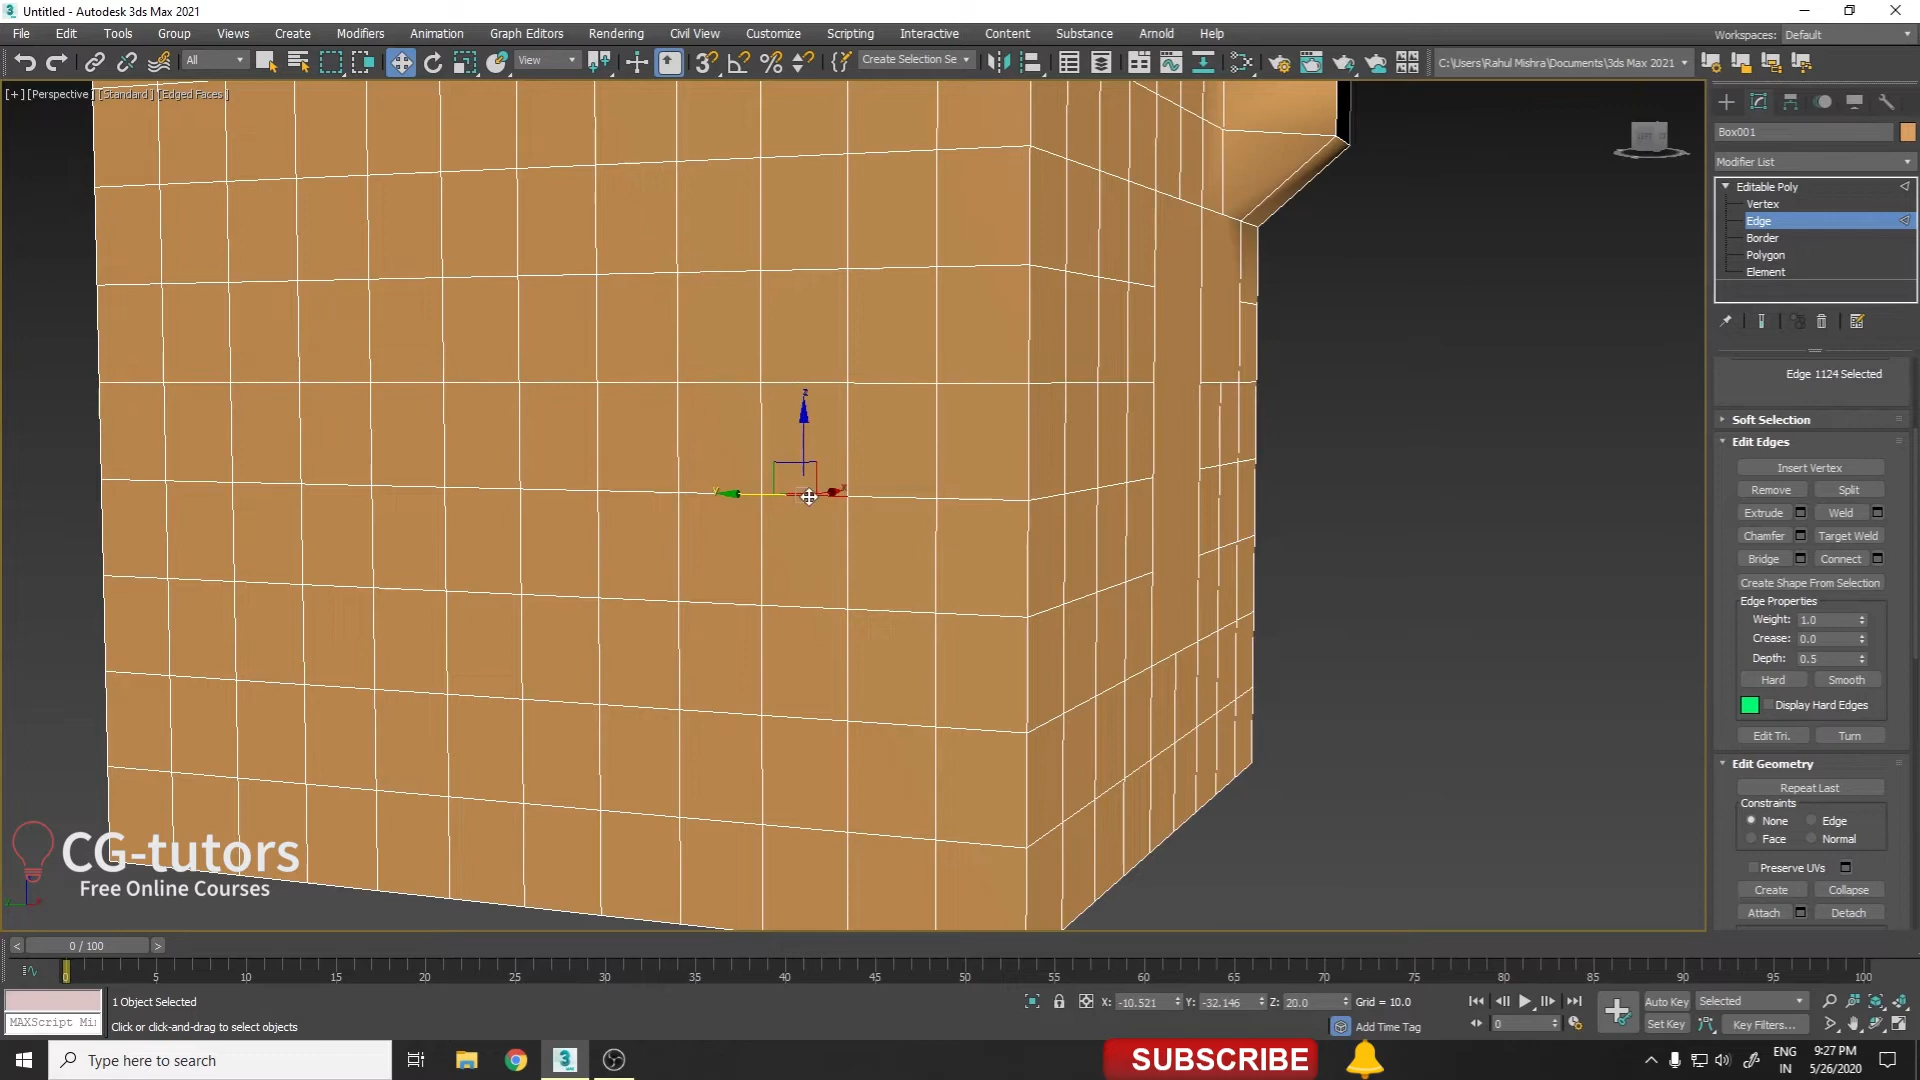 Untitled - Autodesk 3ds Max 2021
File Edit Tools Group Views Create Modifiers Animation Graph Editors Rendering Civil View Customize Scripting Interactive Content Substance Arnold Help
Workspaces: Default
All View Create Selection Se C:\Users\Rahul Mishra\Documents\3ds Max 2021
[+] [Perspective] [Standard] [Edged Faces]
Box001
Modifier List
Editable Poly
Vertex
Edge
Border
Polygon
Element
Edge 1124 Selected
Soft Selection
Edit Edges
Insert Vertex
Remove Split
Extrude Weld
Chamfer Target Weld
Bridge Connect
Create Shape From Selection
Edge Properties
Weight: 1.0
Crease: 0.0
Depth: 0.5
Hard Smooth
Display Hard Edges
Edit Tri. Turn
Edit Geometry
Repeat Last
Constraints
None Edge
Face Normal
Preserve UVs
Create Collapse
Attach Detach
CG-tutors
Free Online Courses
0 / 100
0 5 10 15 20 25 30 35 40 45 50 55 60 65 70 75 80 85 90 95 100
1 Object Selected
X: -10.521 Y: -32.146 Z: 20.0 Grid = 10.0
Auto Key Selected
MAXScript Mi
Click or click-and-drag to select objects
Add Time Tag
0
Set Key Key Filters...
Type here to search
SUBSCRIBE
ENG
IN
9:27 PM
5/26/2020